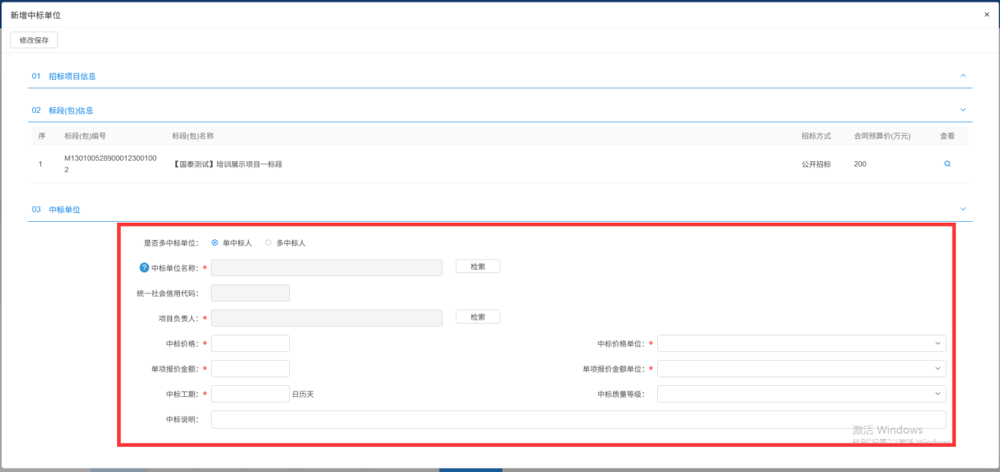 新增中标单位 ×
修改保存
01 招标项目信息
02 标段(包)信息
序 标段(包)编号 标段(包)名称 招标方式 合同预算价(万元) 查看
1 M130100528900012300100 【国泰测试】培训展示项目一标段 公开招标 200
2
03 中标单位
是否多中标单位: 单中标人 多中标人
? 中标单位名称: * 检索
统一社会信用代码:
项目负责人: * 检索
中标价格: * 中标价格单位: *
单项报价金额: * 单项报价金额单位: *
中标工期: * 日历天 中标质量等级:
中标说明:
激活 Windows
转到"设置"以激活 Windows